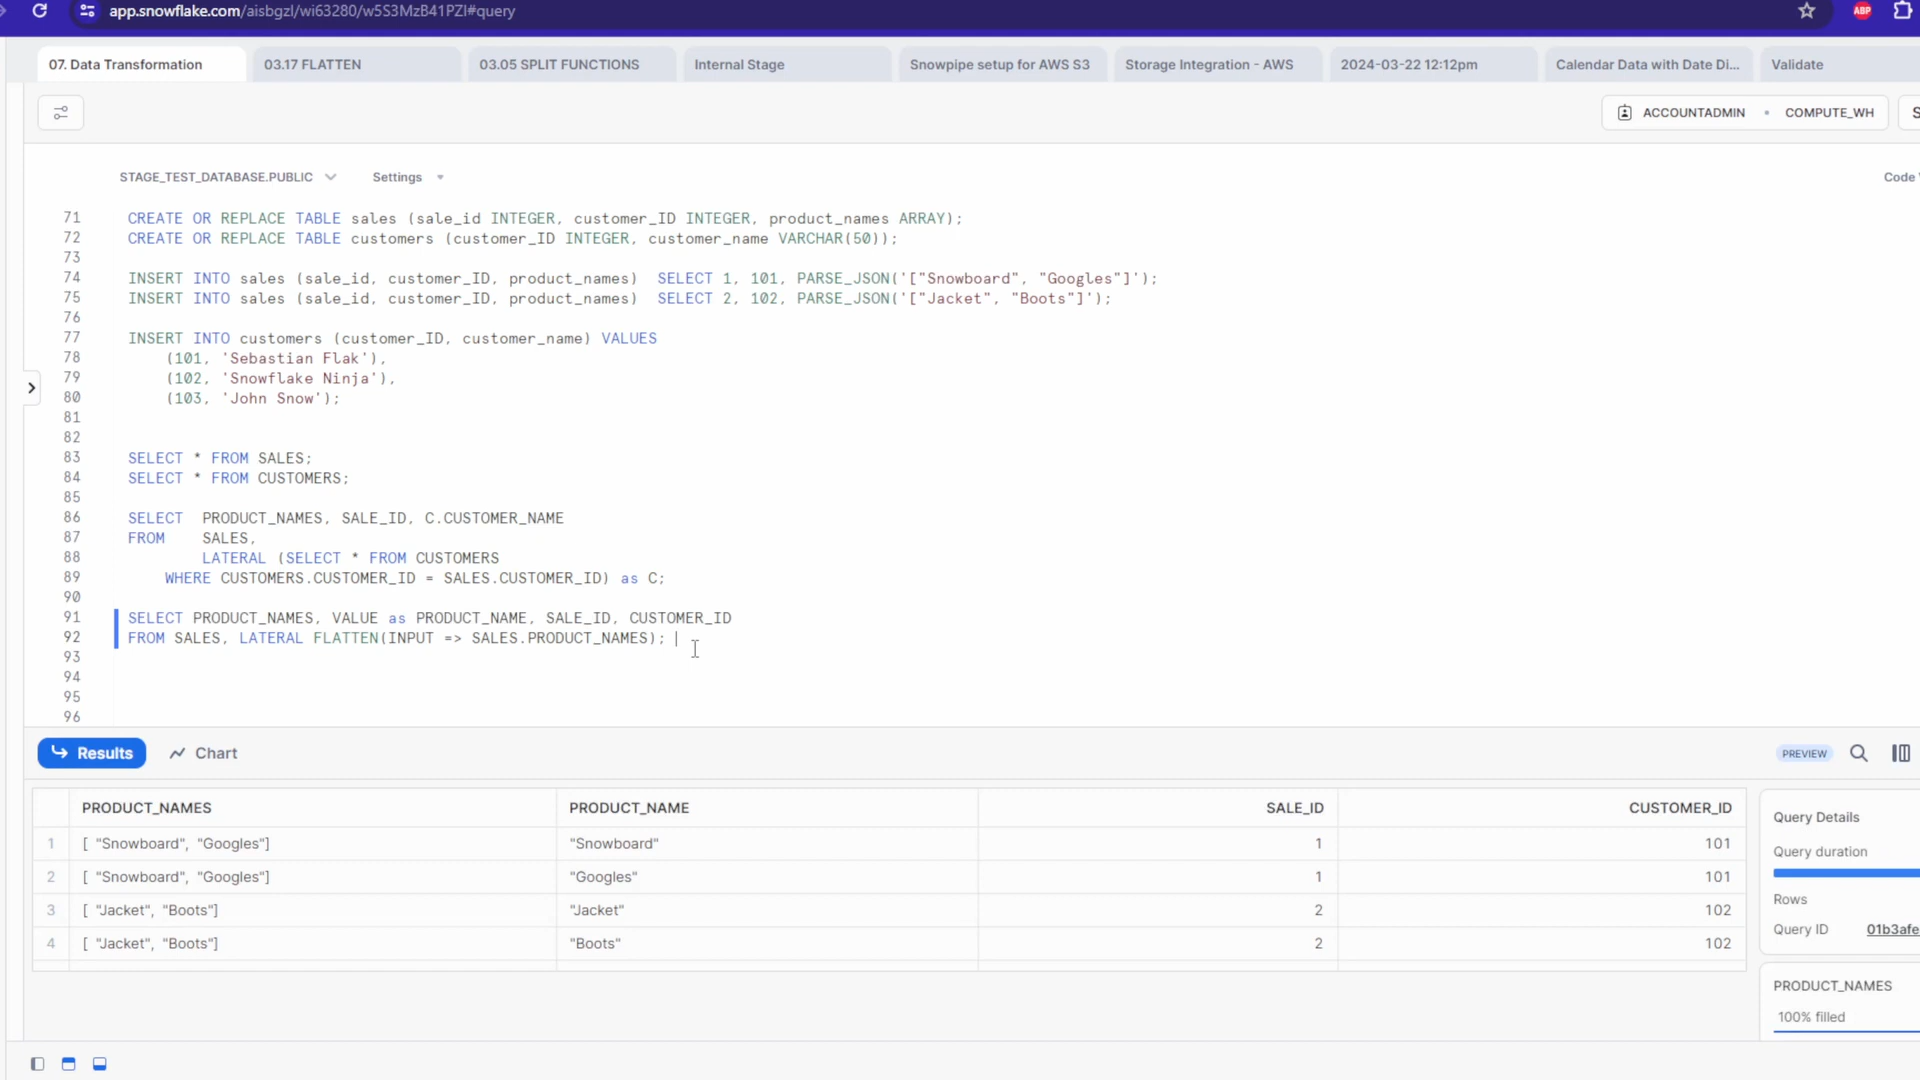 app.snowflake.com/aisbgzl/wi63280/w5S3MzB41PZl#query
ABP
07. Data Transformation
03.17 FLATTEN
03.05 SPLIT FUNCTIONS
Internal Stage
Snowpipe setup for AWS S3
Storage Integration - AWS
2024-03-22 12:12pm
Calendar Data with Date Di...
Validate
ACCOUNTADMIN • COMPUTE_WH
S
STAGE_TEST_DATABASE.PUBLIC
Settings
Code
71 CREATE OR REPLACE TABLE sales (sale_id INTEGER, customer_ID INTEGER, product_names ARRAY);
72 CREATE OR REPLACE TABLE customers (customer_ID INTEGER, customer_name VARCHAR(50));
73
74 INSERT INTO sales (sale_id, customer_ID, product_names)  SELECT 1, 101, PARSE_JSON('["Snowboard", "Googles"]');
75 INSERT INTO sales (sale_id, customer_ID, product_names)  SELECT 2, 102, PARSE_JSON('["Jacket", "Boots"]');
76
77 INSERT INTO customers (customer_ID, customer_name) VALUES
78 (101, 'Sebastian Flak'),
79 (102, 'Snowflake Ninja'),
80 (103, 'John Snow');
81
82
83 SELECT * FROM SALES;
84 SELECT * FROM CUSTOMERS;
85
86 SELECT  PRODUCT_NAMES, SALE_ID, C.CUSTOMER_NAME
87 FROM    SALES,
88 LATERAL (SELECT * FROM CUSTOMERS
89 WHERE CUSTOMERS.CUSTOMER_ID = SALES.CUSTOMER_ID) as C;
90
91 SELECT PRODUCT_NAMES, VALUE as PRODUCT_NAME, SALE_ID, CUSTOMER_ID
92 FROM SALES, LATERAL FLATTEN(INPUT => SALES.PRODUCT_NAMES);
93
94
95
96
Results
Chart
PREVIEW
PRODUCT_NAMES PRODUCT_NAME SALE_ID CUSTOMER_ID
1 [ "Snowboard", "Googles"] "Snowboard" 1 101
2 [ "Snowboard", "Googles"] "Googles" 1 101
3 [ "Jacket", "Boots"] "Jacket" 2 102
4 [ "Jacket", "Boots"] "Boots" 2 102
Query Details
Query duration
Rows
Query ID 01b3afe
PRODUCT_NAMES
100% filled